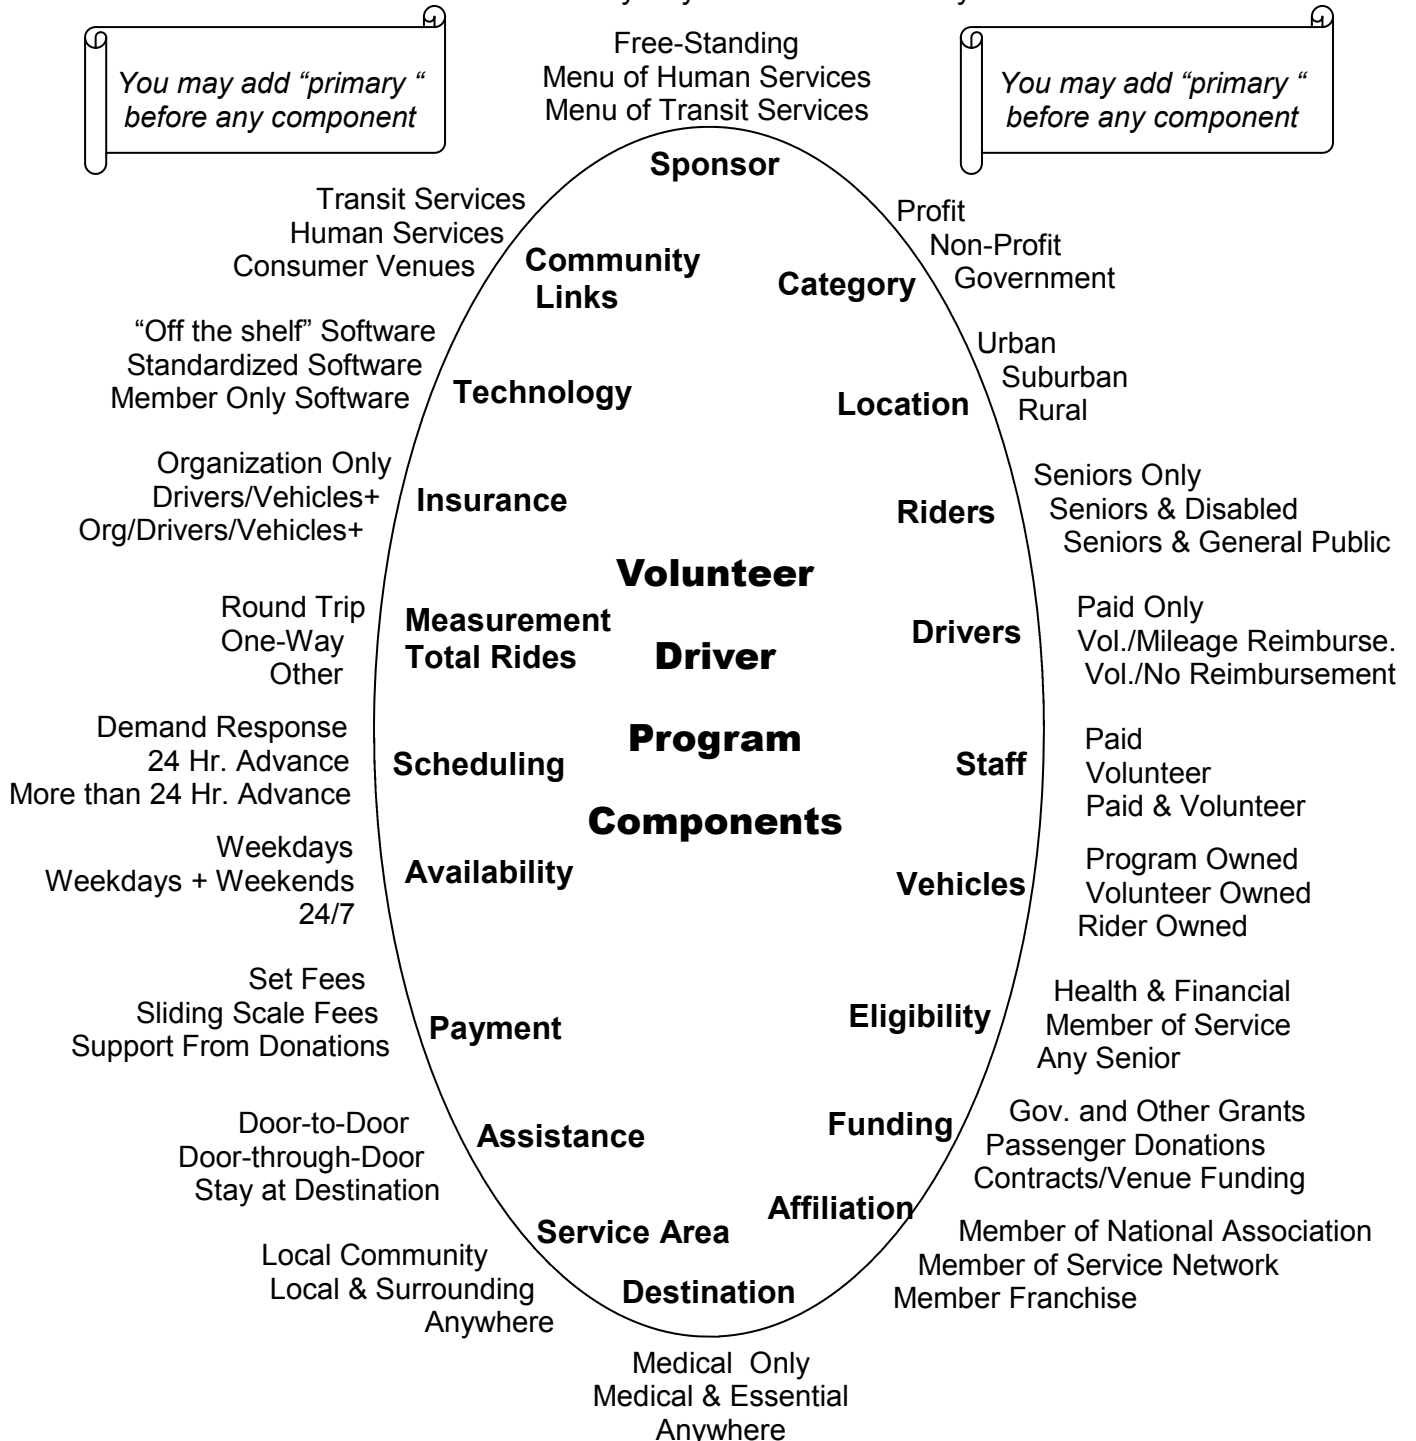 Free-Standing
Menu of Human Services
Menu of Transit Services
You may add “primary “
before any component
You may add “primary “
before any component
Sponsor
Transit Services
Human Services
Consumer Venues
Community
Links
Profit
Non-Profit
Government
Category
“Off the shelf” Software
Standardized Software
Member Only Software
Technology
Urban
Suburban
Rural
Location
Organization Only
Drivers/Vehicles+
Org/Drivers/Vehicles+
Insurance
Seniors Only
Seniors & Disabled
Seniors & General Public
Riders
Volunteer
Driver
Program
Components
Round Trip
One-Way
Other
Measurement
Total Rides
Paid Only
Vol./Mileage Reimburse.
Vol./No Reimbursement
Drivers
Demand Response
24 Hr. Advance
More than 24 Hr. Advance
Scheduling
Paid
Volunteer
Paid & Volunteer
Staff
Weekdays
Weekdays + Weekends
24/7
Availability
Program Owned
Volunteer Owned
Rider Owned
Vehicles
Set Fees
Sliding Scale Fees
Support From Donations
Payment
Health & Financial
Member of Service
Any Senior
Eligibility
Door-to-Door
Door-through-Door
Stay at Destination
Assistance
Gov. and Other Grants
Passenger Donations
Contracts/Venue Funding
Funding
Local Community
Local & Surrounding
Anywhere
Service Area
Affiliation
Member of National Association
Member of Service Network
Member Franchise
Destination
Medical Only
Medical & Essential
Anywhere